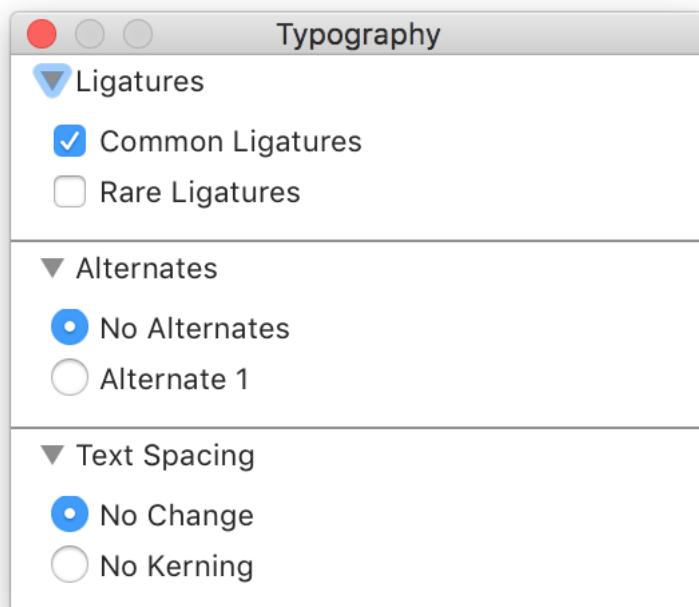 Typography
Ligatures
Common Ligatures
Rare Ligatures
Alternates
No Alternates
Alternate 1
Text Spacing
No Change
No Kerning